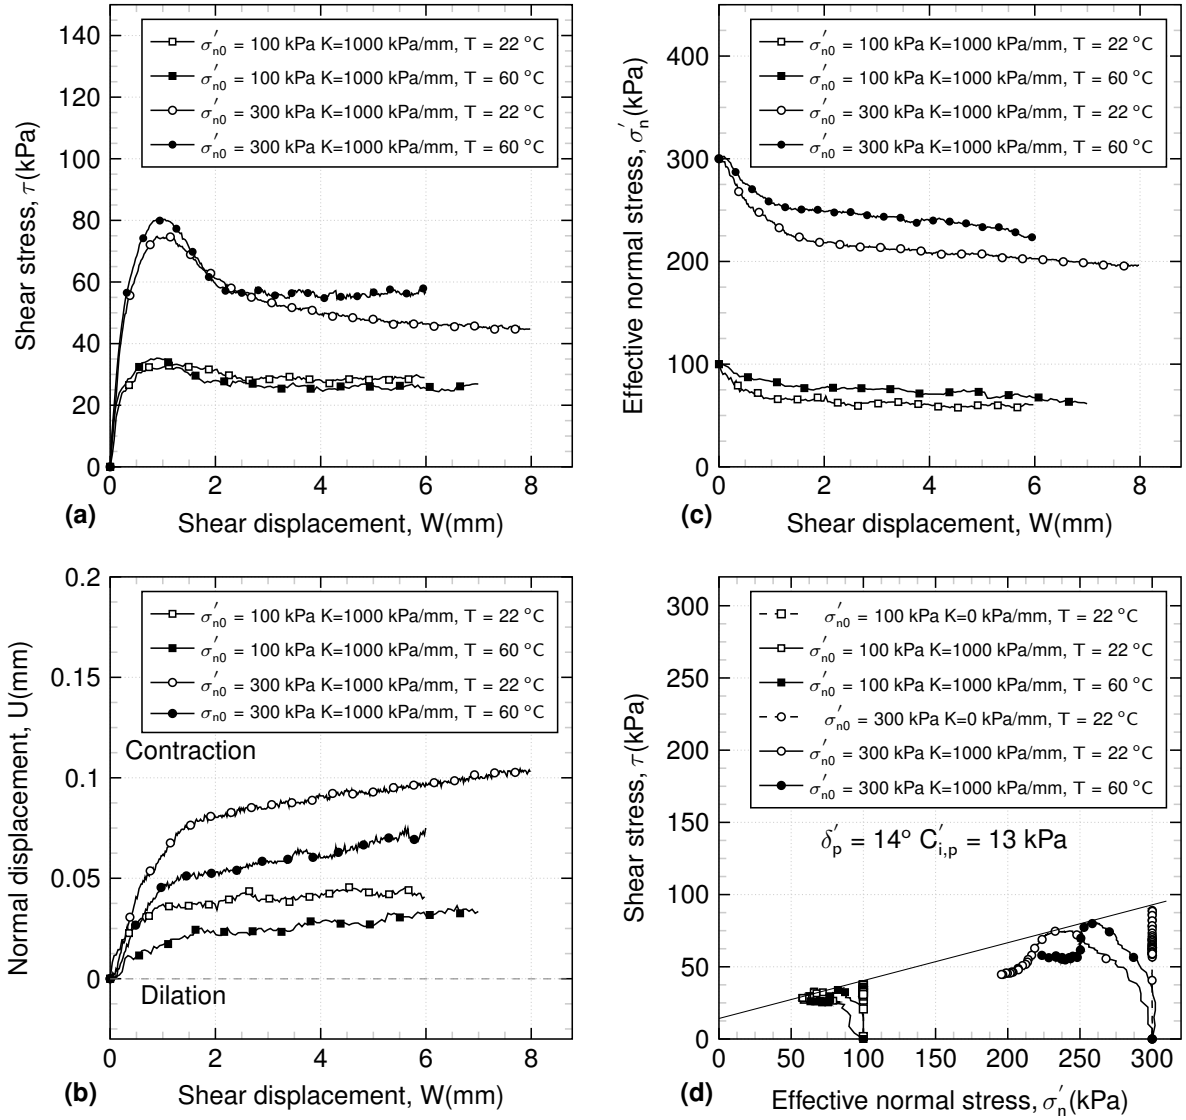 140
120
100
80
60
40
20
0
0 2 4 6 8
Shear stress, τ(kPa)
σ′n0 = 100 kPa K=1000 kPa/mm, T = 22 °C
σ′n0 = 100 kPa K=1000 kPa/mm, T = 60 °C
σ′n0 = 300 kPa K=1000 kPa/mm, T = 22 °C
σ′n0 = 300 kPa K=1000 kPa/mm, T = 60 °C
(a)
Shear displacement, W(mm)
400
300
200
100
0
0 2 4 6 8
Effective normal stress, σ′n(kPa)
σ′n0 = 100 kPa K=1000 kPa/mm, T = 22 °C
σ′n0 = 100 kPa K=1000 kPa/mm, T = 60 °C
σ′n0 = 300 kPa K=1000 kPa/mm, T = 22 °C
σ′n0 = 300 kPa K=1000 kPa/mm, T = 60 °C
(c)
Shear displacement, W(mm)
0.2
0.15
0.1
0.05
0
0 2 4 6 8
Normal displacement, U(mm)
σ′n0 = 100 kPa K=1000 kPa/mm, T = 22 °C
σ′n0 = 100 kPa K=1000 kPa/mm, T = 60 °C
σ′n0 = 300 kPa K=1000 kPa/mm, T = 22 °C
σn0 = 300 kPa K=1000 kPa/mm, T = 60 °C
Contraction
Dilation
(b)
Shear displacement, W(mm)
300
250
200
150
100
50
0
0 50 100 150 200 250 300
Shear stress, τ(kPa)
σ′n0 = 100 kPa K=0 kPa/mm, T = 22 °C
σ′n0 = 100 kPa K=1000 kPa/mm, T = 22 °C
σ′n0 = 100 kPa K=1000 kPa/mm, T = 60 °C
σ′n0 = 300 kPa K=0 kPa/mm, T = 22 °C
σ′n0 = 300 kPa K=1000 kPa/mm, T = 22 °C
σ′n0 = 300 kPa K=1000 kPa/mm, T = 60 °C
δ′p = 14° C′i,p = 13 kPa
(d)
Effective normal stress, σ′n(kPa)